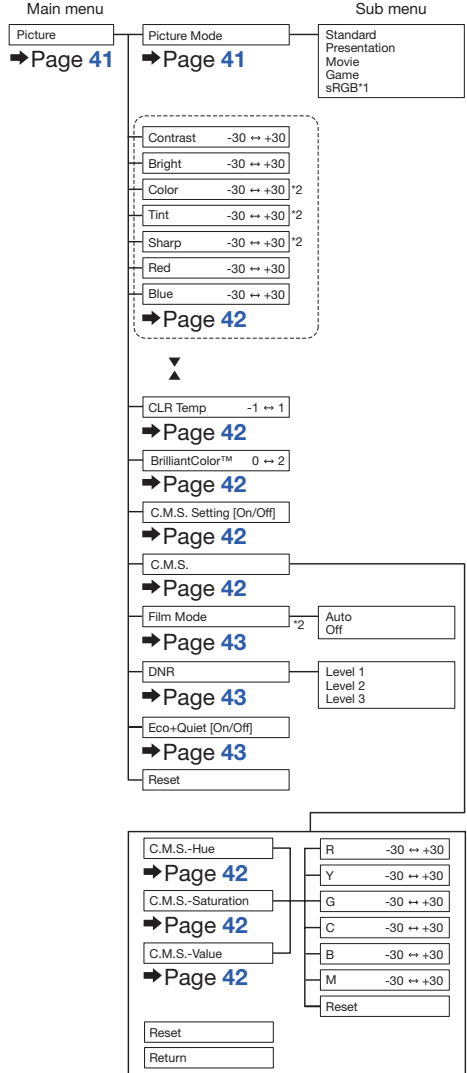 Main menu
Sub menu
Picture
➡Page 41
Picture Mode
➡Page 41
Standard
Presentation
Movie
Game
sRGB*1
Contrast -30 ↔ +30
Bright -30 ↔ +30
Color -30 ↔ +30 *2
Tint -30 ↔ +30 *2
Sharp -30 ↔ +30 *2
Red -30 ↔ +30
Blue -30 ↔ +30
➡Page 42
CLR Temp -1 ↔ 1
➡Page 42
BrilliantColor™ 0 ↔ 2
➡Page 42
C.M.S. Setting [On/Off]
➡Page 42
C.M.S.
➡Page 42
Film Mode *2
➡Page 43
Auto
Off
DNR
➡Page 43
Level 1
Level 2
Level 3
Eco+Quiet [On/Off]
➡Page 43
Reset
C.M.S.-Hue
➡Page 42
C.M.S.-Saturation
➡Page 42
C.M.S.-Value
➡Page 42
Reset
Return
R -30 ↔ +30
Y -30 ↔ +30
G -30 ↔ +30
C -30 ↔ +30
B -30 ↔ +30
M -30 ↔ +30
Reset